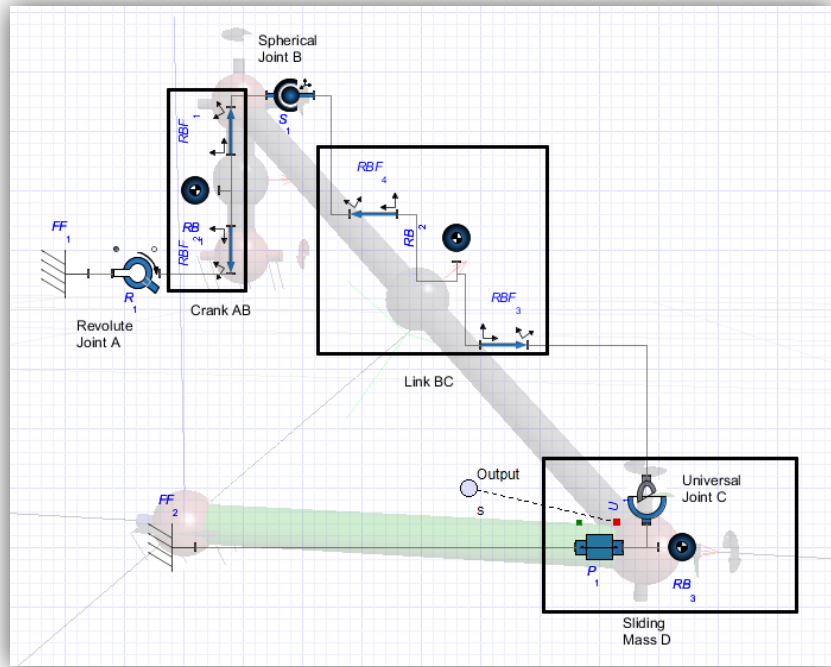 Spherical
Joint B
S
1
RBF
1
RBF
4
FF
1
RB
1
RBF
2
RB
2
R
1
Crank AB
RBF
3
Revolute
Joint A
Link BC
Output
s
Universal
Joint C
U
1
FF
2
P
1
RB
3
Sliding
Mass D